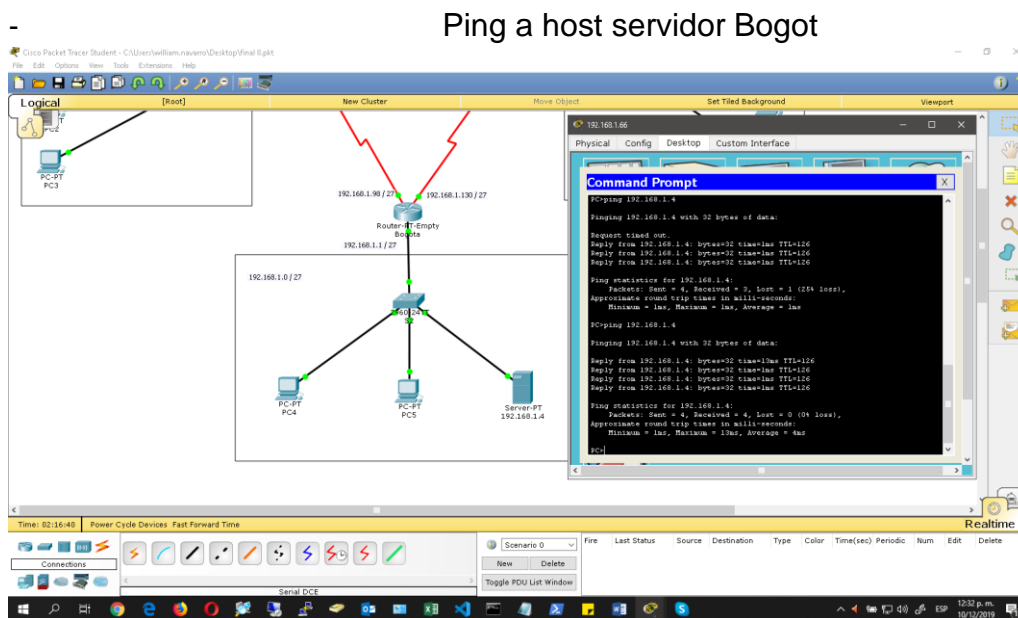 -
Ping a host servidor Bogot
Cisco Packet Tracer Student - C:\Users\william.navarro\Desktop\final II.pkt
File Edit Options View Tools Extensions Help
Logical [Root] New Cluster Move Object Set Tiled Background Viewport
PC-PT
PC3
192.168.1.98 / 27
192.168.1.130 / 27
Router-PT-Empty
Bogota
192.168.1.1 / 27
192.168.1.0 / 27
PC-PT
PC4
PC-PT
PC5
Server-PT
192.168.1.4
192.168.1.66
Physical Config Desktop Custom Interface
Command Prompt X
PC>ping 192.168.1.4
Pinging 192.168.1.4 with 32 bytes of data:
Request timed out.
Reply from 192.168.1.4: bytes=32 time=1ms TTL=126
Reply from 192.168.1.4: bytes=32 time=1ms TTL=126
Reply from 192.168.1.4: bytes=32 time=1ms TTL=126
Ping statistics for 192.168.1.4:
Packets: Sent = 4, Received = 3, Lost = 1 (25% loss),
Approximate round trip times in milli-seconds:
Minimum = 1ms, Maximum = 1ms, Average = 1ms
PC>ping 192.168.1.4
Pinging 192.168.1.4 with 32 bytes of data:
Reply from 192.168.1.4: bytes=32 time=13ms TTL=126
Reply from 192.168.1.4: bytes=32 time=1ms TTL=126
Reply from 192.168.1.4: bytes=32 time=1ms TTL=126
Reply from 192.168.1.4: bytes=32 time=1ms TTL=126
Ping statistics for 192.168.1.4:
Packets: Sent = 4, Received = 4, Lost = 0 (0% loss),
Approximate round trip times in milli-seconds:
Minimum = 1ms, Maximum = 13ms, Average = 4ms
PC>
Time: 02:16:48 Power Cycle Devices Fast Forward Time Realtime
Connections
Serial DCE
Scenario 0
New Delete
Toggle PDU List Window
Fire Last Status Source Destination Type Color Time(sec) Periodic Num Edit Delete
ESP
12:32 p. m.
10/12/2019